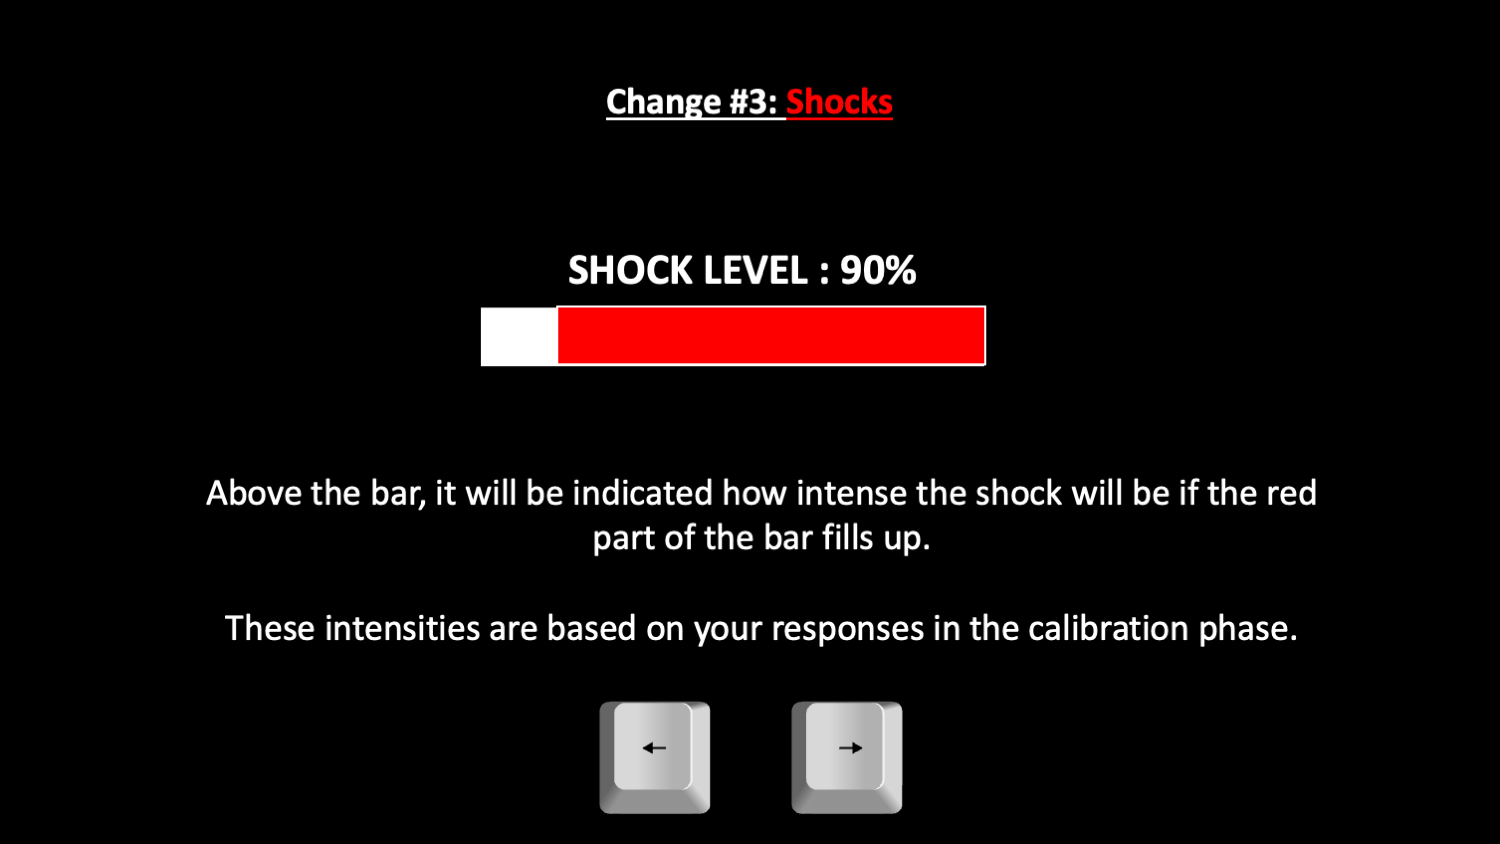 Change #3: Shocks
SHOCK LEVEL : 90%
Above the bar, it will be indicated how intense the shock will be if the red
part of the bar fills up.
These intensities are based on your responses in the calibration phase.
← →